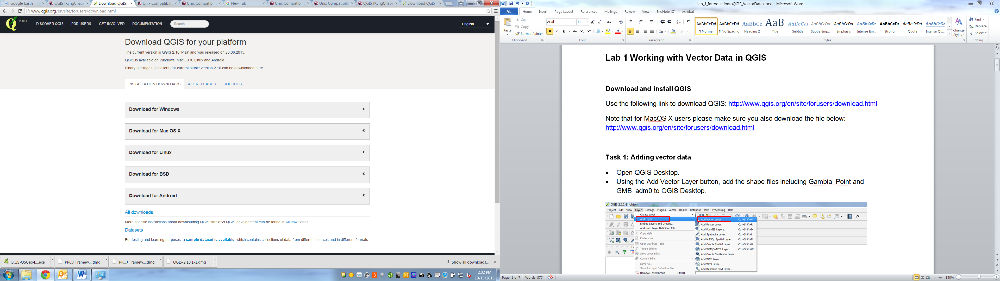 Google Earth
QGIS [KyngChaos
Download QGIS
Unix Compatibili
Unix Compatibili
New Tab
Unix Compatibili
Unix Compatibili
QGIS [KyngChaos
Download QGIS
www.qgis.org/en/site/forusers/download.html
2.10.1
DISCOVER QGIS FOR USERS GET INVOLVED DOCUMENTATION
Search
English
Download QGIS for your platform
The current version is QGIS 2.10 'Pisa' and was released on 26.06.2015.
QGIS is available on Windows, MacOS X, Linux and Android.
Binary packages (installers) for current stable version 2.10 can be downloaded here.
INSTALLATION DOWNLOADS ALL RELEASES SOURCES
Download for Windows
Download for Mac OS X
Download for Linux
Download for BSD
Download for Android
All downloads
More specific instructions about downloading QGIS stable vs QGIS development can be found in All downloads.
Datasets
For testing and learning purposes, a sample dataset is available, which contains collections of data from different sources and in different formats.
QGIS-OSGeo4....exe
PROJ_Framew....dmg
PROJ_Framew....dmg
QGIS-2.10.1-1.dmg
Show all downloads...
2:02 PM
10/13/2015
Lab_1_IntroductiontoQGIS_VectorData.docx - Microsoft Word
File Home Insert Page Layout References Mailings Review View EndNote X7 Acrobat
Paste
Cut
Copy
Format Painter
Clipboard
Arial 11
Font
Paragraph
AaBbCcDd AaBbCcDd AaBbCc AaB AaBbCcI AaBbCcDd AaBbCcDd AaBbCcDc AaBbCcDc AaBbCcDd AaBbCcDc
¶ Normal ¶ No Spacing Heading 2 Title Subtitle Subtle Emp... Emphasis Intense Em... Strong Quote Intense Qu...
Styles
Change Styles
Find
Replace
Select
Editing
Lab 1 Working with Vector Data in QGIS
Download and install QGIS
Use the following link to download QGIS: http://www.qgis.org/en/site/forusers/download.html
Note that for MacOS X users please make sure you also download the file below:
http://www.qgis.org/en/site/forusers/download.html
Task 1: Adding vector data
• Open QGIS Desktop.
• Using the Add Vector Layer button, add the shape files including Gambia_Point and
GMB_adm0 to QGIS Desktop.
QGIS 2.6.1-Brighton
Project Edit View Layer Settings Plugins Vector Raster Database Web Processing Help
Create Layer
Add Layer
Embed Layers and Groups...
Add from Layer Definition File...
Copy style
Paste style
Open Attribute Table
Toggle Editing
Save Layer Edits
Current Edits
Save As...
Save As Layer Definition File...
Remove Layer/Group Ctrl+D
Add Vector Layer... Ctrl+Shift+V
Add Raster Layer... Ctrl+Shift+R
Add PostGIS Layers... Ctrl+Shift+D
Add SpatiaLite Layer... Ctrl+Shift+L
Add MSSQL Spatial Layer... Ctrl+Shift+M
Add Oracle Spatial Layer... Ctrl+Shift+O
Add WMS/WMTS Layer... Ctrl+Shift+W
Add Oracle GeoRaster Layer...
Add WCS Layer...
Add WFS Layer...
Add Delimited Text Layer...
Page: 1 of 7 Words: 377
140%